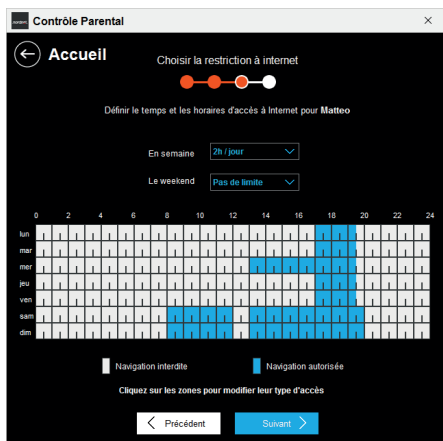 Contrôle Parental
Accueil
Choisir la restriction à internet
Définir le temps et les horaires d'accès à Internet pour Matteo
En semaine 2h / jour
Le weekend Pas de limite
0 2 4 6 8 10 12 14 16 18 20 22 24
lun
mar
mer
jeu
ven
sam
dim
Navigation interdite Navigation autorisée
Cliquez sur les zones pour modifier leur type d'accès
Précédent Suivant